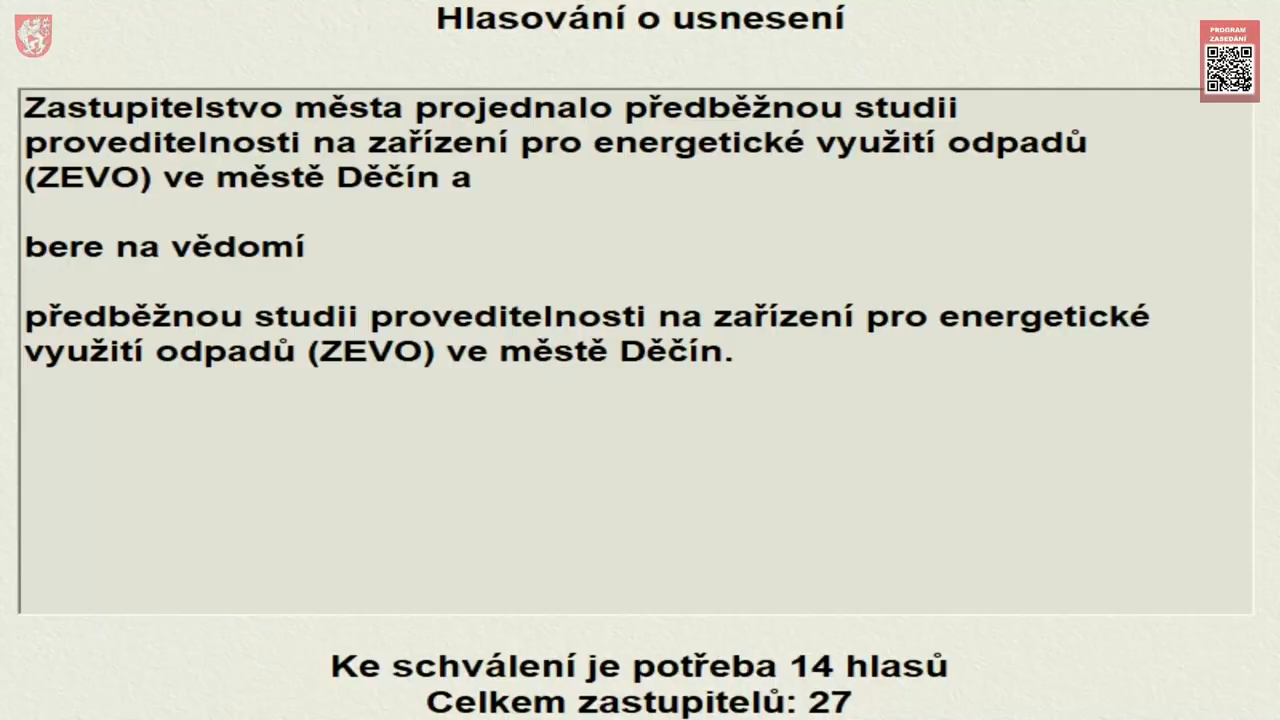 Hlasování o usnesení
PROGRAM
ZASEDÁNÍ
Zastupitelstvo města projednalo předběžnou studii
proveditelnosti na zařízení pro energetické využití odpadů
(ZEVO) ve městě Děčín a
bere na vědomí
předběžnou studii proveditelnosti na zařízení pro energetické
využití odpadů (ZEVO) ve městě Děčín.
Ke schválení je potřeba 14 hlasů
Celkem zastupitelů: 27